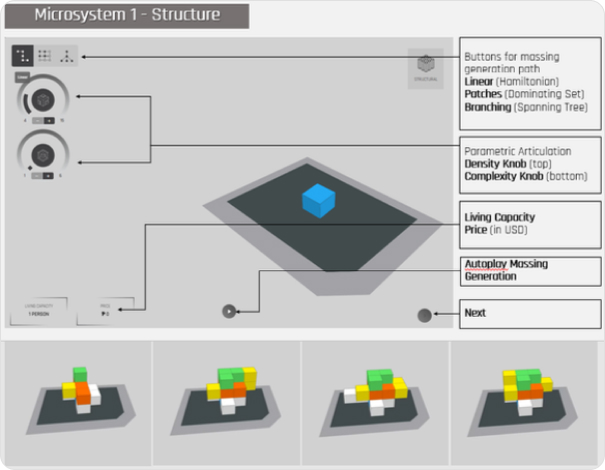 Microsystem 1 - Structure
Buttons for massing
generation path
Linear (Hamiltonian)
Patches (Dominating Set)
Branching (Spanning Tree)
STRUCTURAL
Parametric Articulation
Density Knob (top)
Complexity Knob (bottom)
Living Capacity
Price (in USD)
Autoplay Massing
Generation
LIVING CAPACITY
1 PERSON
PRICE
Next